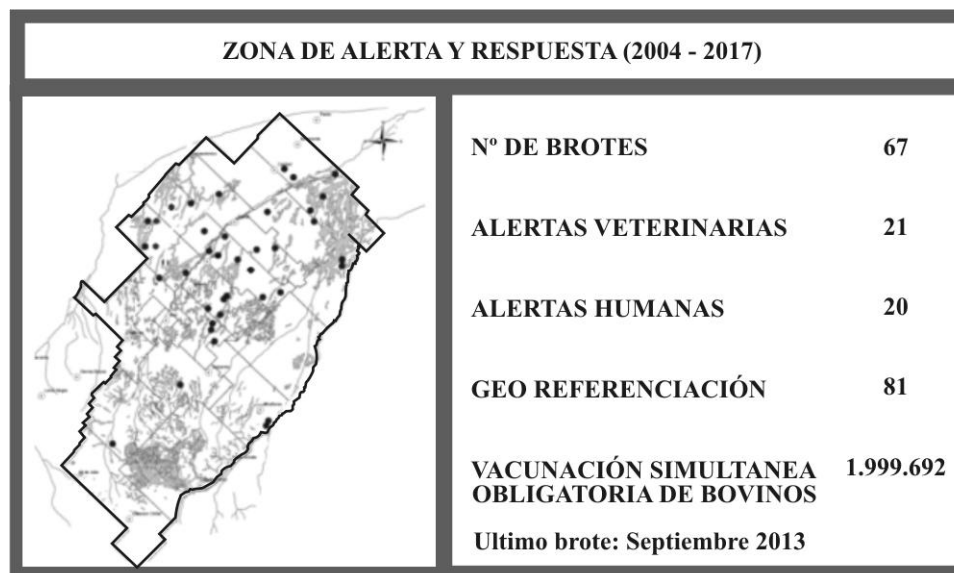 ZONA DE ALERTA Y RESPUESTA (2004 - 2017)
Nº DE BROTES 67
ALERTAS VETERINARIAS 21
ALERTAS HUMANAS 20
GEO REFERENCIACIÓN 81
VACUNACIÓN SIMULTANEA 1.999.692
OBLIGATORIA DE BOVINOS
Ultimo brote: Septiembre 2013